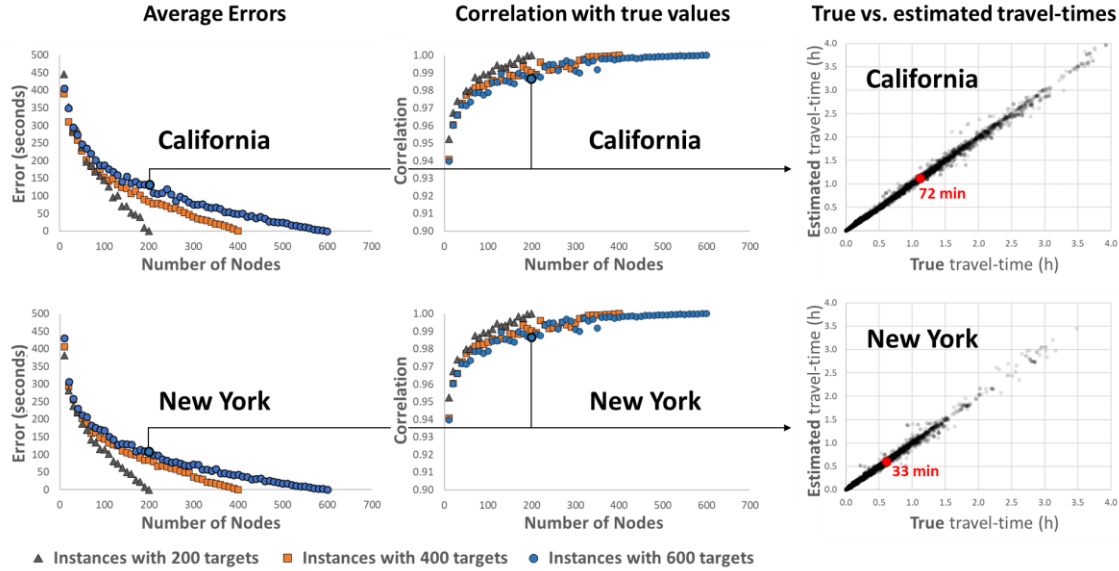 Average Errors
Correlation with true values
True vs. estimated travel-times
500
450
400
350
300
250
200
150
100
50
0
Error (seconds)
California
0 100 200 300 400 500 600 700
Number of Nodes
1.00
0.99
0.98
0.97
0.96
0.95
0.94
0.93
0.92
0.91
0.90
Correlation
California
0 100 200 300 400 500 600 700
Number of Nodes
4.0
3.5
3.0
2.5
2.0
1.5
1.0
0.5
0.0
Estimated travel-time (h)
California
72 min
0.0 0.5 1.0 1.5 2.0 2.5 3.0 3.5 4.0
True travel-time (h)
500
450
400
350
300
250
200
150
100
50
0
Error (seconds)
New York
0 100 200 300 400 500 600 700
Number of Nodes
1.00
0.99
0.98
0.97
0.96
0.95
0.94
0.93
0.92
0.91
0.90
Correlation
New York
0 100 200 300 400 500 600 700
Number of Nodes
4.0
3.5
3.0
2.5
2.0
1.5
1.0
0.5
0.0
Estimated travel-time (h)
New York
33 min
0.0 0.5 1.0 1.5 2.0 2.5 3.0 3.5 4.0
True travel-time (h)
Instances with 200 targets
Instances with 400 targets
Instances with 600 targets